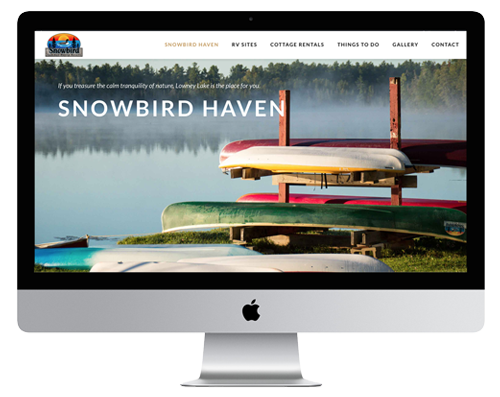 Snowbird
SNOWBIRD HAVEN RV SITES COTTAGE RENTALS THINGS TO DO GALLERY CONTACT
If you treasure the calm tranquility of nature, Lowney Lake is the place for you.
SNOWBIRD HAVEN